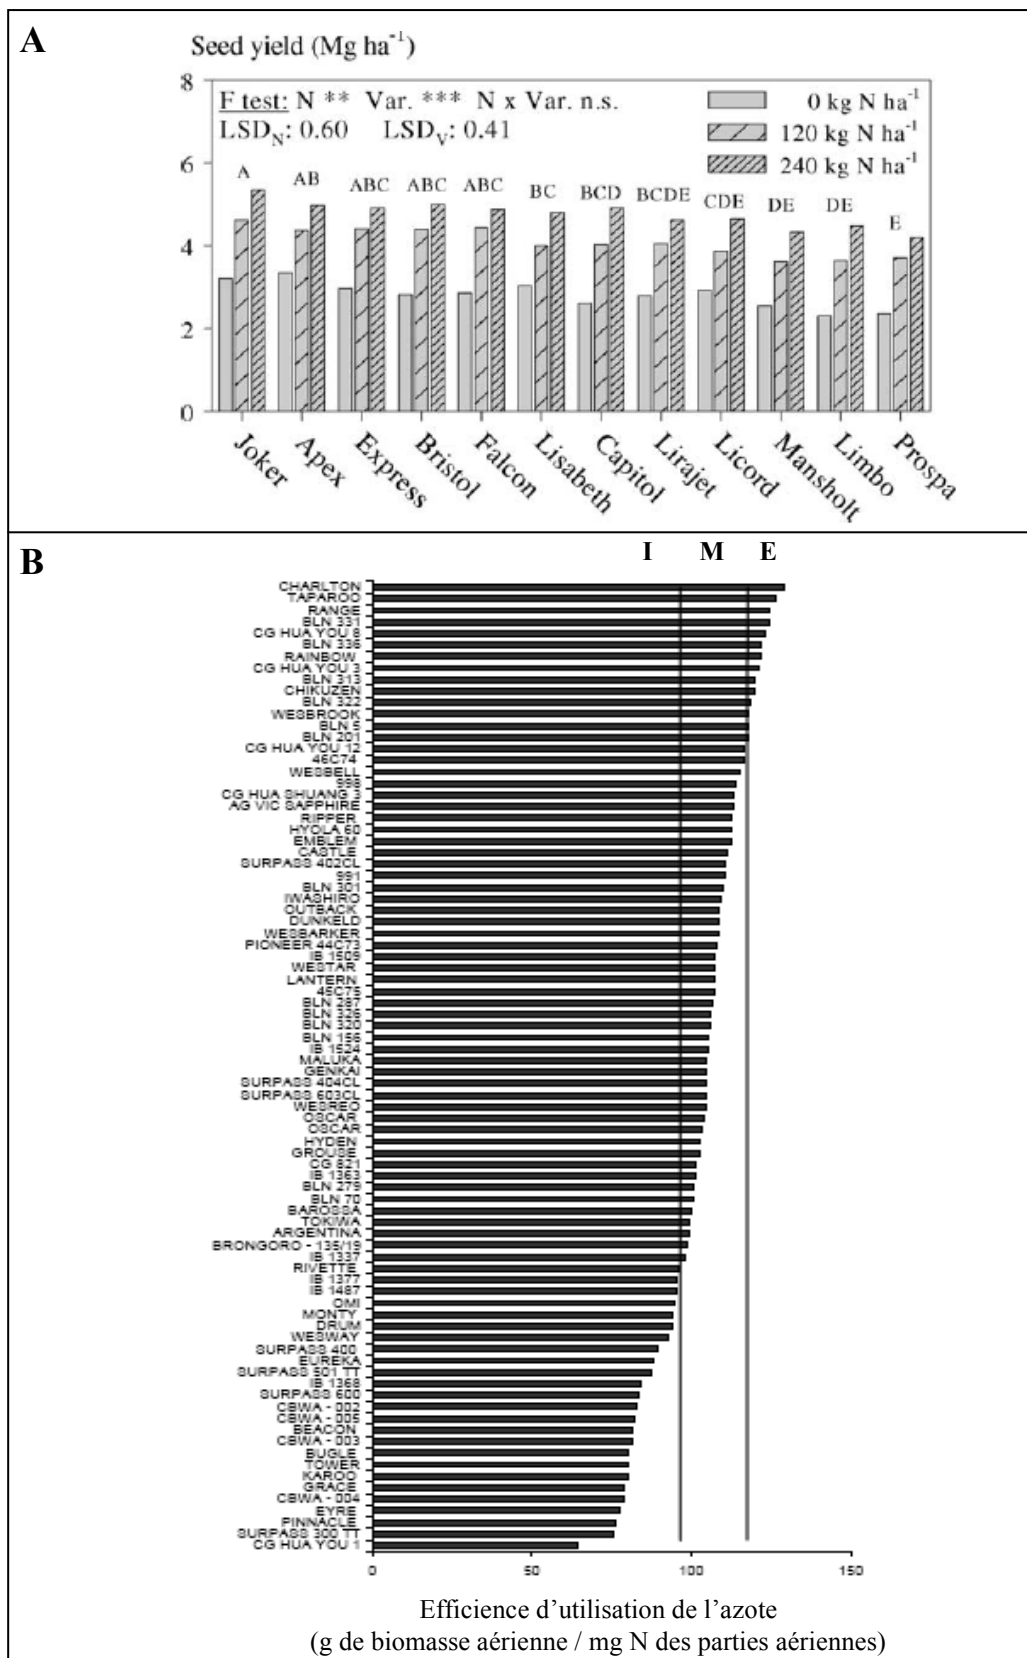 A
Seed yield (Mg ha⁻¹)
8
F test: N ** Var. *** N x Var. n.s.
LSD_N: 0.60 LSD_V: 0.41
0 kg N ha⁻¹
120 kg N ha⁻¹
240 kg N ha⁻¹
6
A AB ABC ABC ABC BC BCD BCDE CDE DE DE E
4
2
0
Joker Apex Express Bristol Falcon Lisabeth Capitol Lirajet Licord Mansholt Limbo Prospa
B
I M E
CHARLTON
TAPAROO
RANGE
BLN 331
CG HUA YOU 8
BLN 336
RAINBOW
CG HUA YOU 3
BLN 313
CHIKUZEN
BLN 322
WESBROOK
BLN 5
BLN 201
CG HUA YOU 12
46C74
WESBELL
998
CG HUA SHUANG 3
AG VIC SAPPHIRE
RIPPER
HYOLA 60
EMBLEM
CASTLE
SURPASS 402CL
991
BLN 301
IWASHIRO
OUTBACK
DUNKELD
WESBARKER
PIONEER 44C73
IB 1509
WESTAR
LANTERN
45C75
BLN 287
BLN 326
BLN 320
BLN 156
IB 1524
MALUKA
GENKAI
SURPASS 404CL
SURPASS 603CL
WESREO
OSCAR
OSCAR
HYDEN
GROUSE
CG 821
IB 1363
BLN 279
BLN 70
BAROSSA
TOKIWA
ARGENTINA
BRONGORO - 135/19
IB 1337
RIVETTE
IB 1377
IB 1487
OMI
MONTY
DRUM
WESWAY
SURPASS 400
EUREKA
SURPASS 501 TT
IB 1368
SURPASS 600
CBWA - 002
CBWA - 005
BEACON
CBWA - 003
BUGLE
TOWER
KAROO
GRACE
CBWA - 004
EYRE
PINNACLE
SURPASS 300 TT
CG HUA YOU 1
0 50 100 150
Efficience d’utilisation de l’azote
(g de biomasse aérienne / mg N des parties aériennes)